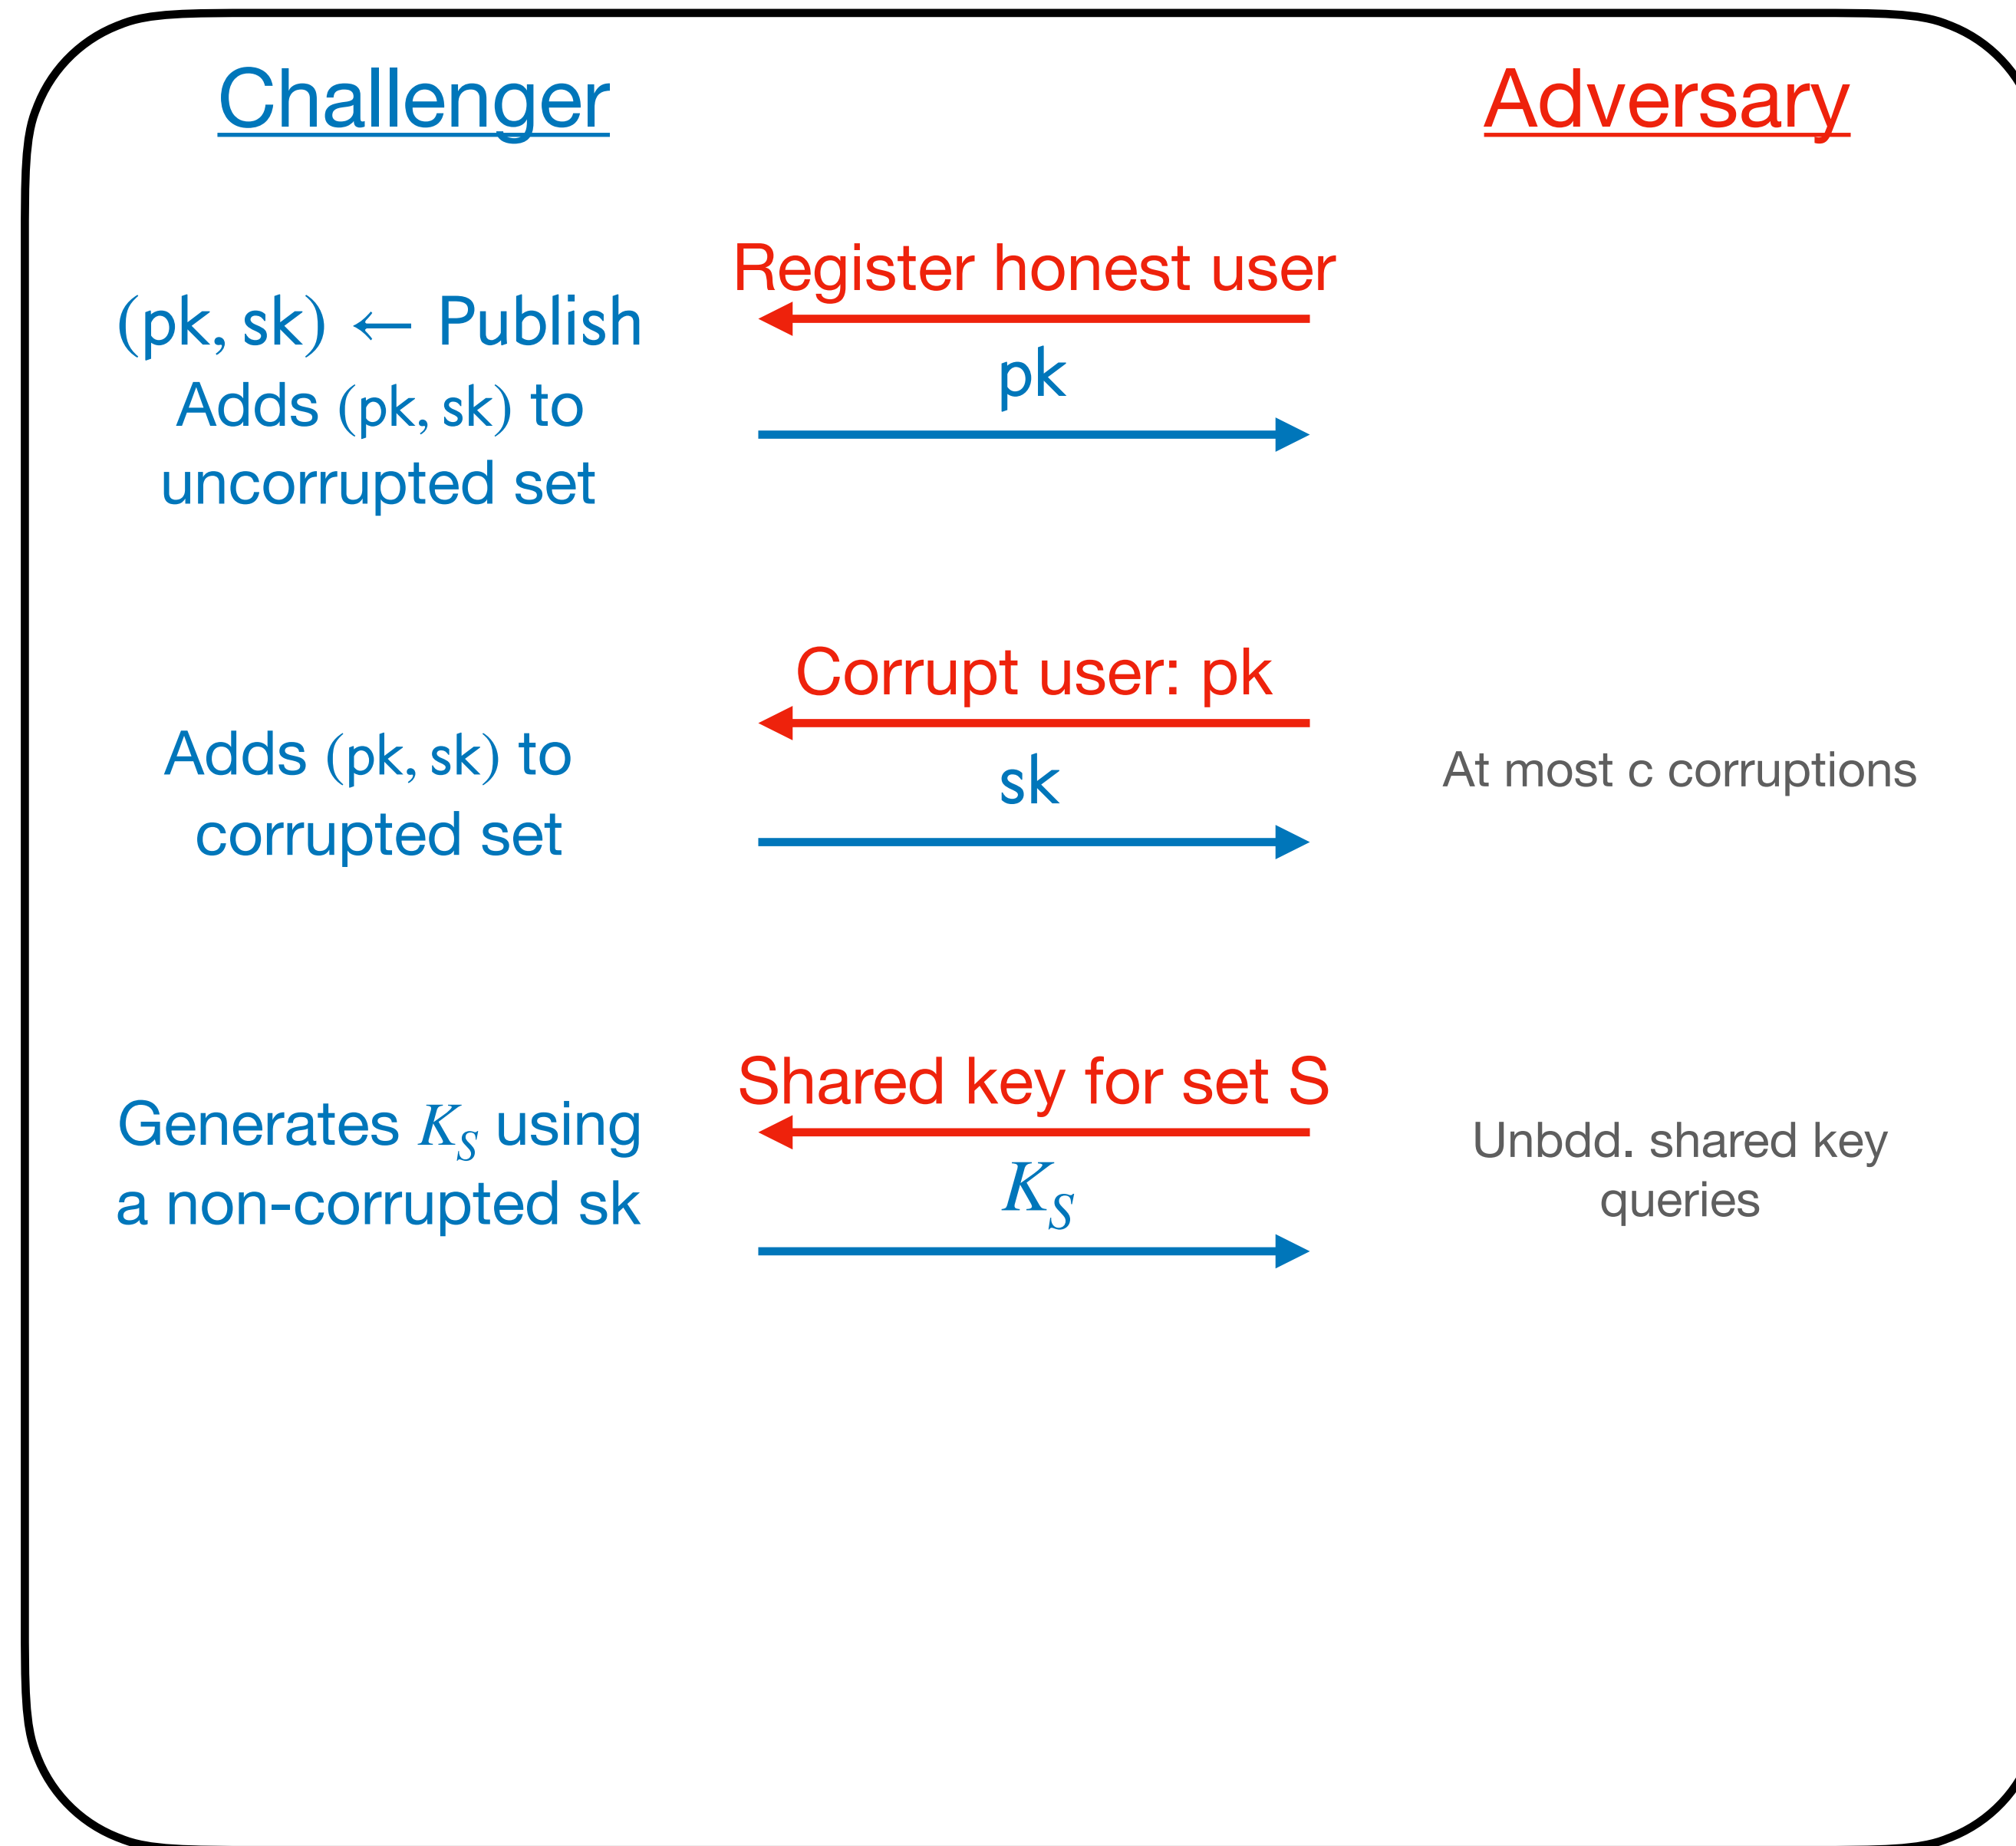 Challenger
Adversary
Register honest user
(pk, sk) ← Publish
pk
Adds (pk, sk) to
uncorrupted set
Corrupt user: pk
Adds (pk, sk) to
sk
At most c corruptions
corrupted set
Shared key for set S
Generates K_S using
Unbdd. shared key
a non-corrupted sk
K_S
queries